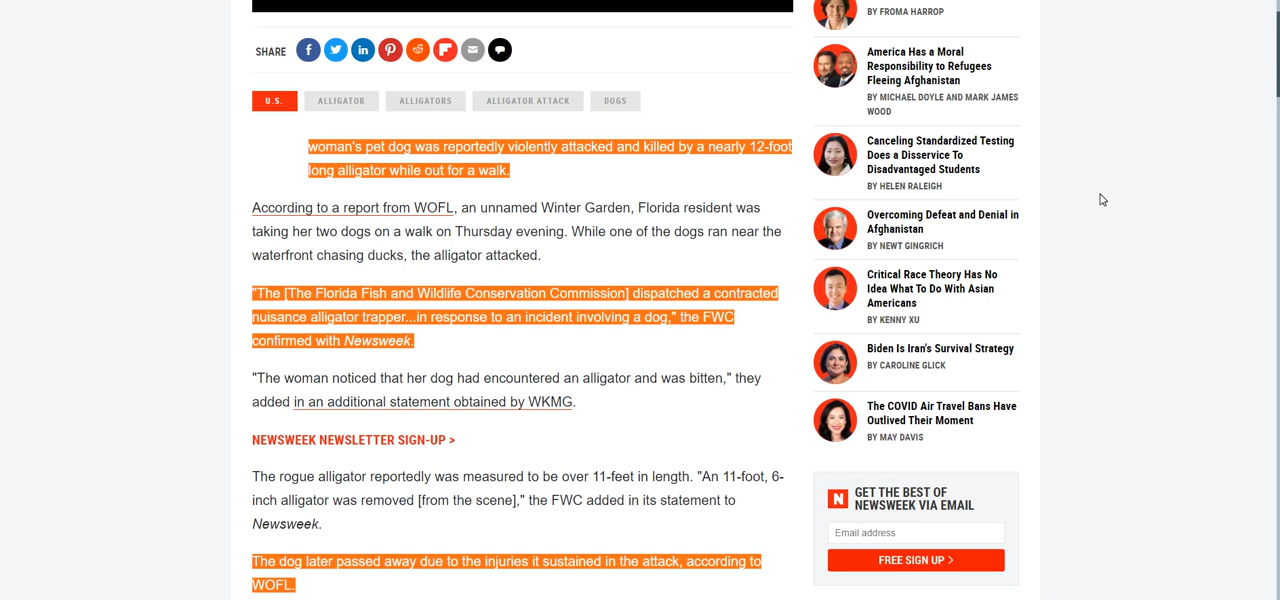 SHARE
U.S.
ALLIGATOR
ALLIGATORS
ALLIGATOR ATTACK
DOGS
woman's pet dog was reportedly violently attacked and killed by a nearly 12-foot
long alligator while out for a walk.
According to a report from WOFL, an unnamed Winter Garden, Florida resident was
taking her two dogs on a walk on Thursday evening. While one of the dogs ran near the
waterfront chasing ducks, the alligator attacked.
"The [The Florida Fish and Wildlife Conservation Commission] dispatched a contracted
nuisance alligator trapper...in response to an incident involving a dog," the FWC
confirmed with Newsweek.
"The woman noticed that her dog had encountered an alligator and was bitten," they
added in an additional statement obtained by WKMG.
NEWSWEEK NEWSLETTER SIGN-UP >
The rogue alligator reportedly was measured to be over 11-feet in length. "An 11-foot, 6-
inch alligator was removed [from the scene]," the FWC added in its statement to
Newsweek.
The dog later passed away due to the injuries it sustained in the attack, according to
WOFL.
BY FROMA HARROP
America Has a Moral
Responsibility to Refugees
Fleeing Afghanistan
BY MICHAEL DOYLE AND MARK JAMES
WOOD
Canceling Standardized Testing
Does a Disservice To
Disadvantaged Students
BY HELEN RALEIGH
Overcoming Defeat and Denial in
Afghanistan
BY NEWT GINGRICH
Critical Race Theory Has No
Idea What To Do With Asian
Americans
BY KENNY XU
Biden Is Iran's Survival Strategy
BY CAROLINE GLICK
The COVID Air Travel Bans Have
Outlived Their Moment
BY MAY DAVIS
N
GET THE BEST OF
NEWSWEEK VIA EMAIL
Email address
FREE SIGN UP >